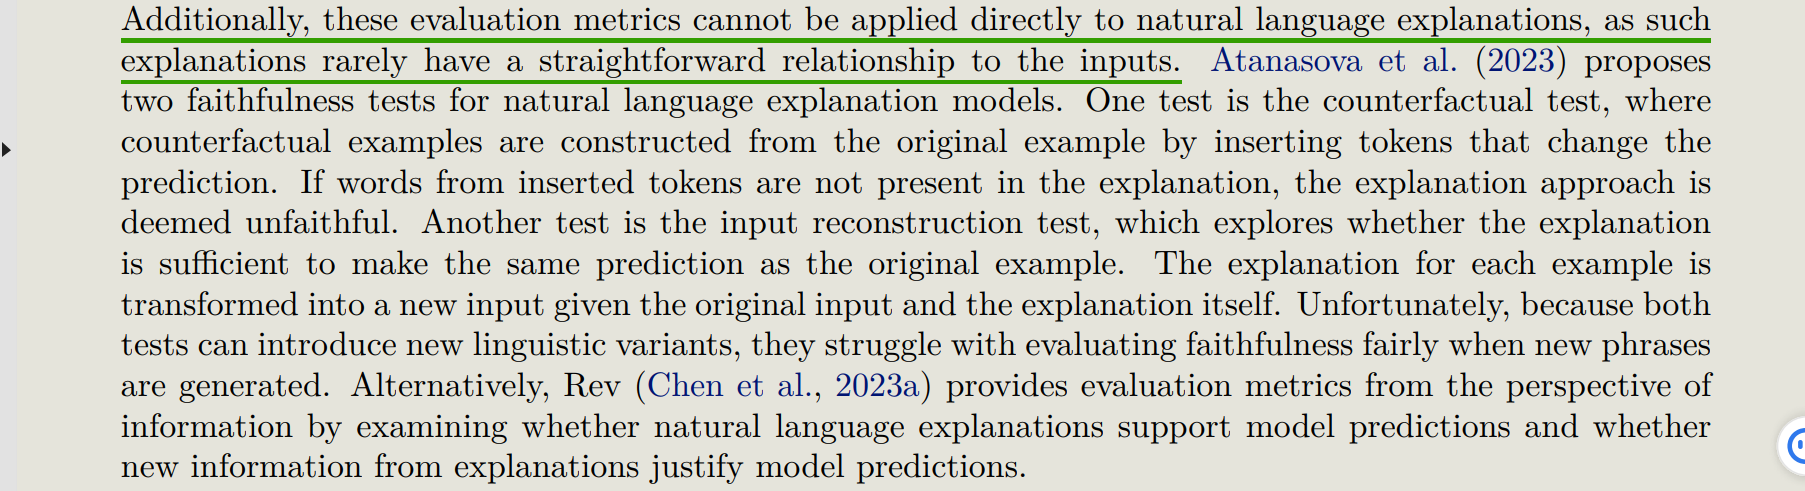 Additionally, these evaluation metrics cannot be applied directly to natural language explanations, as such
explanations rarely have a straightforward relationship to the inputs. Atanasova et al. (2023) proposes
two faithfulness tests for natural language explanation models. One test is the counterfactual test, where
counterfactual examples are constructed from the original example by inserting tokens that change the
prediction. If words from inserted tokens are not present in the explanation, the explanation approach is
deemed unfaithful. Another test is the input reconstruction test, which explores whether the explanation
is sufficient to make the same prediction as the original example. The explanation for each example is
transformed into a new input given the original input and the explanation itself. Unfortunately, because both
tests can introduce new linguistic variants, they struggle with evaluating faithfulness fairly when new phrases
are generated. Alternatively, Rev (Chen et al., 2023a) provides evaluation metrics from the perspective of
information by examining whether natural language explanations support model predictions and whether
new information from explanations justify model predictions.